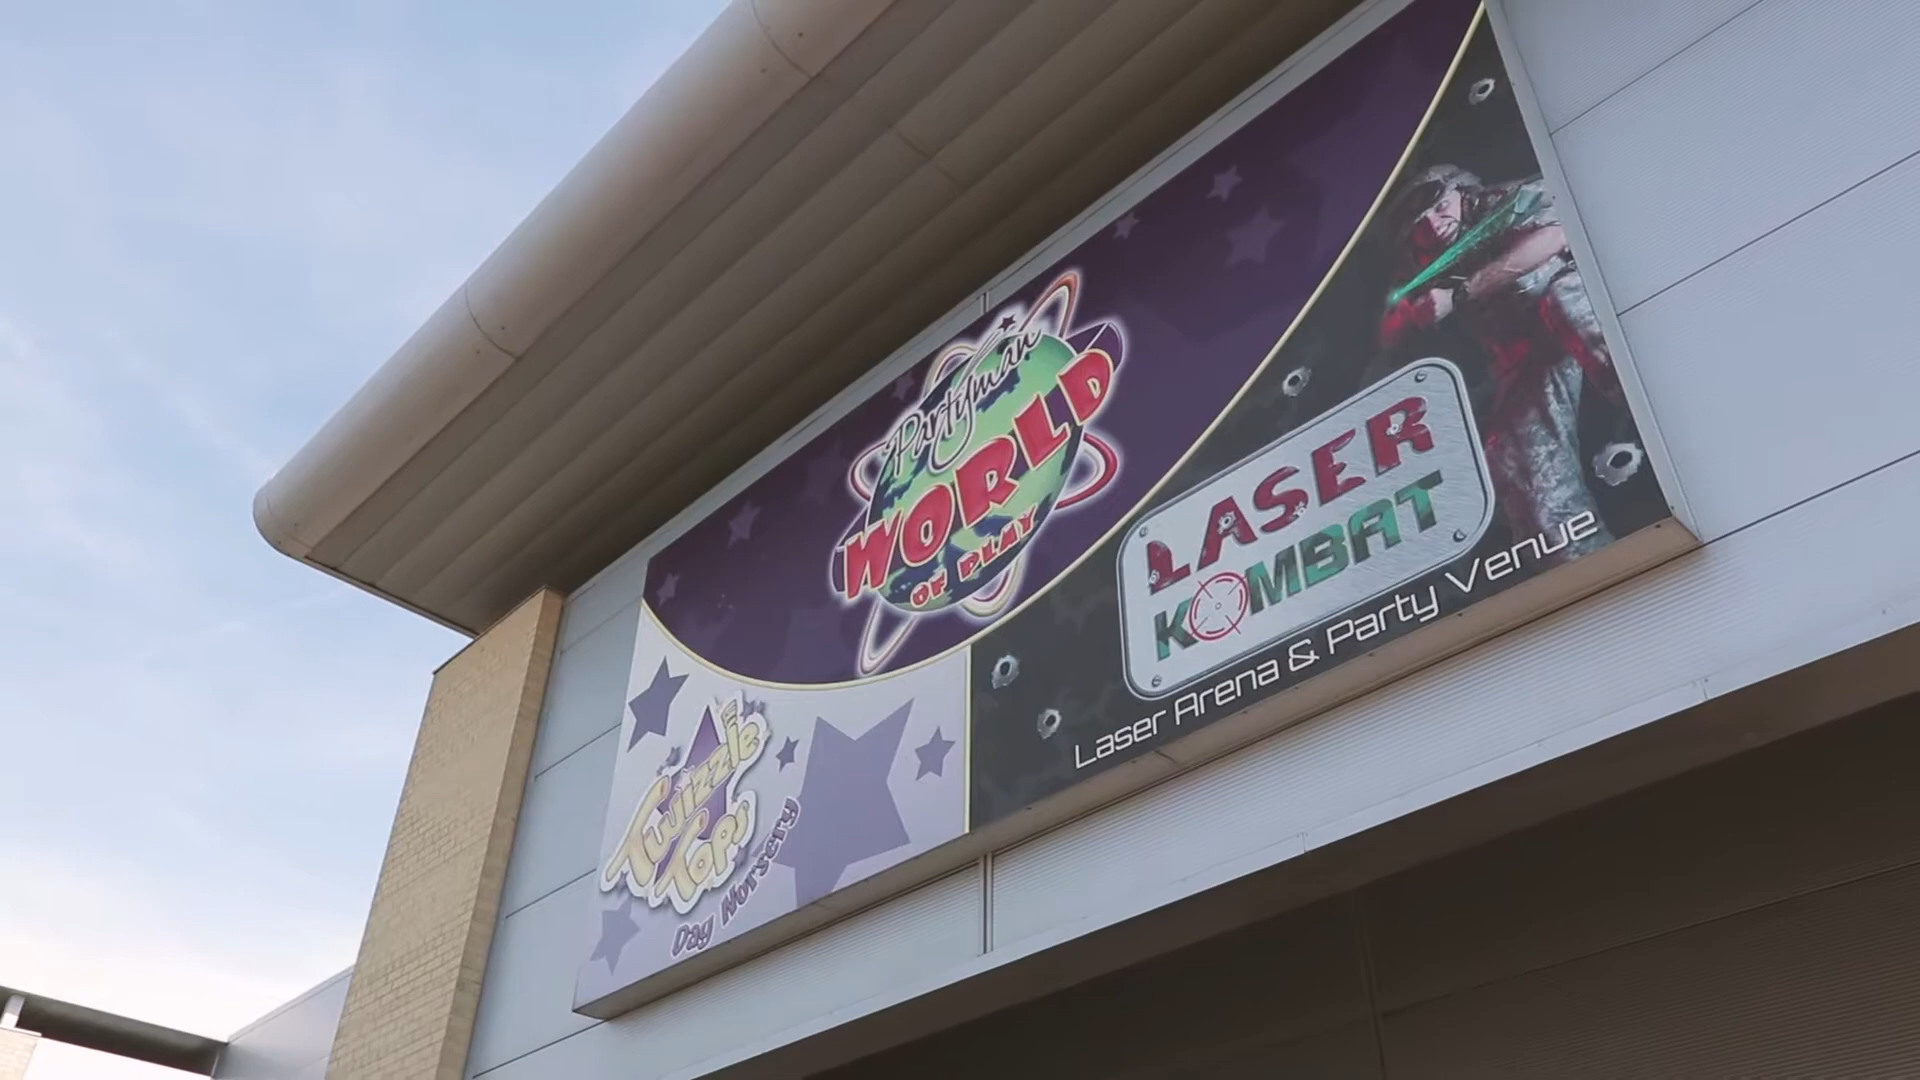 Partyman
WORLD
OF PLAY
LASER
KOMBAT
Laser Arena & Party Venue
Twizzle
Tops
Day Nursery